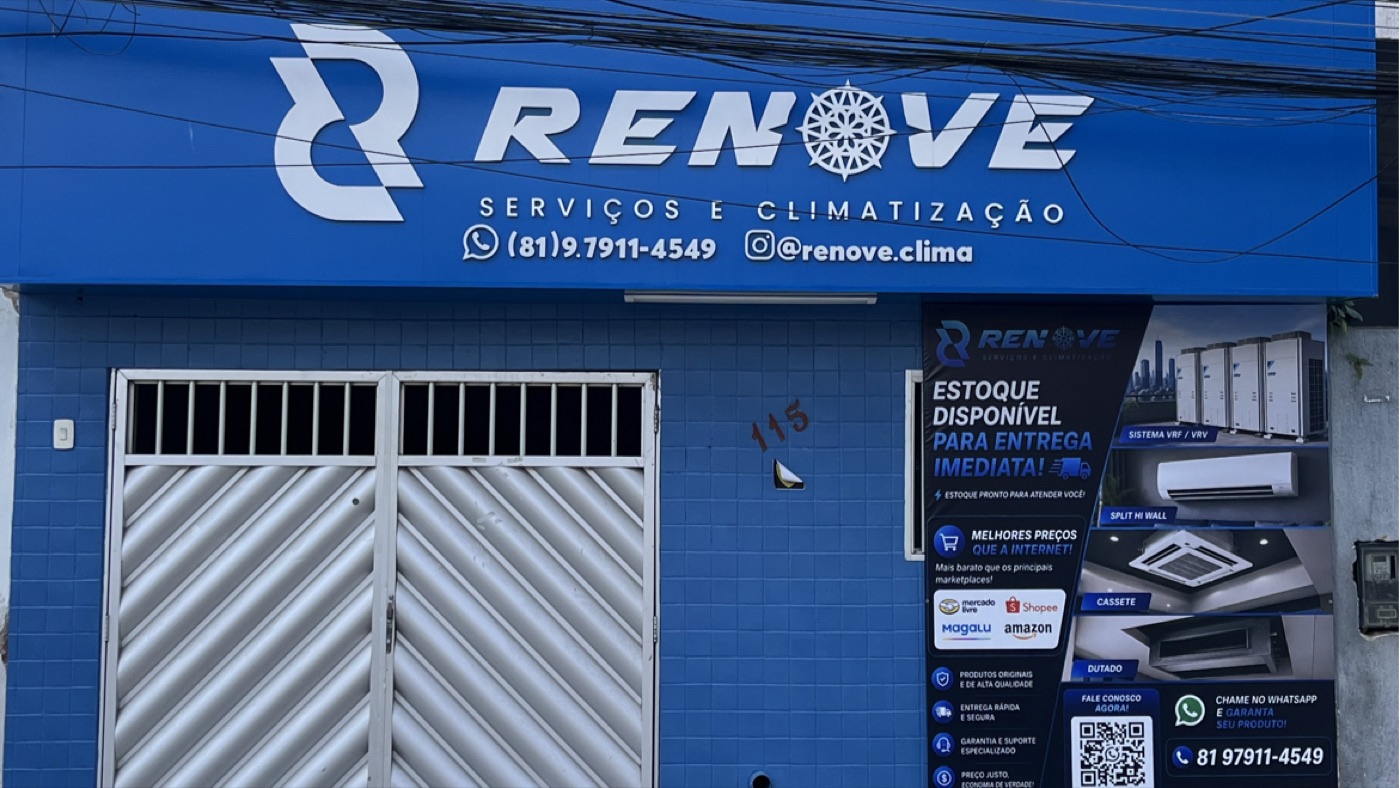 RENOVE
SERVIÇOS E CLIMATIZAÇÃO
(81)9.7911-4549 @renove.clima
115
RENOVE
SERVIÇOS E CLIMATIZAÇÃO
ESTOQUE
DISPONÍVEL
PARA ENTREGA
IMEDIATA!
ESTOQUE PRONTO PARA ATENDER VOCÊ!
MELHORES PREÇOS
QUE A INTERNET!
Mais barato que os principais
marketplaces!
mercado
livre
Shopee
magalu
amazon
PRODUTOS ORIGINAIS
E DE ALTA QUALIDADE
ENTREGA RÁPIDA
E SEGURA
GARANTIA E SUPORTE
ESPECIALIZADO
PREÇO JUSTO,
ECONOMIA DE VERDADE!
SISTEMA VRF / VRV
SPLIT HI WALL
CASSETE
DUTADO
FALE CONOSCO
AGORA!
CHAME NO WHATSAPP
E GARANTA
SEU PRODUTO!
81 97911-4549